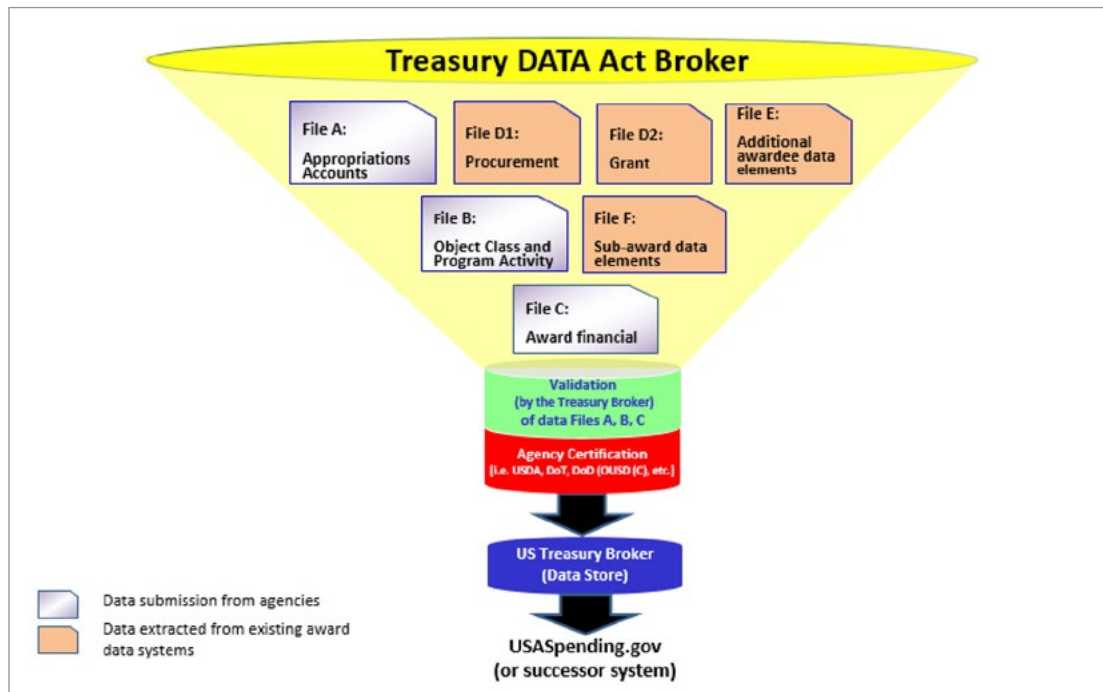 Treasury DATA Act Broker
File A:
Appropriations
Accounts
File D1:
Procurement
File D2:
Grant
File E:
Additional
awardee data
elements
File B:
Object Class and
Program Activity
File F:
Sub-award data
elements
File C:
Award financial
Validation
(by the Treasury Broker)
of data Files A, B, C
Agency Certification
[i.e. USDA, DoT, DoD (OUSD (C), etc.]
US Treasury Broker
(Data Store)
Data submission from agencies
Data extracted from existing award
data systems
USASpending.gov
(or successor system)